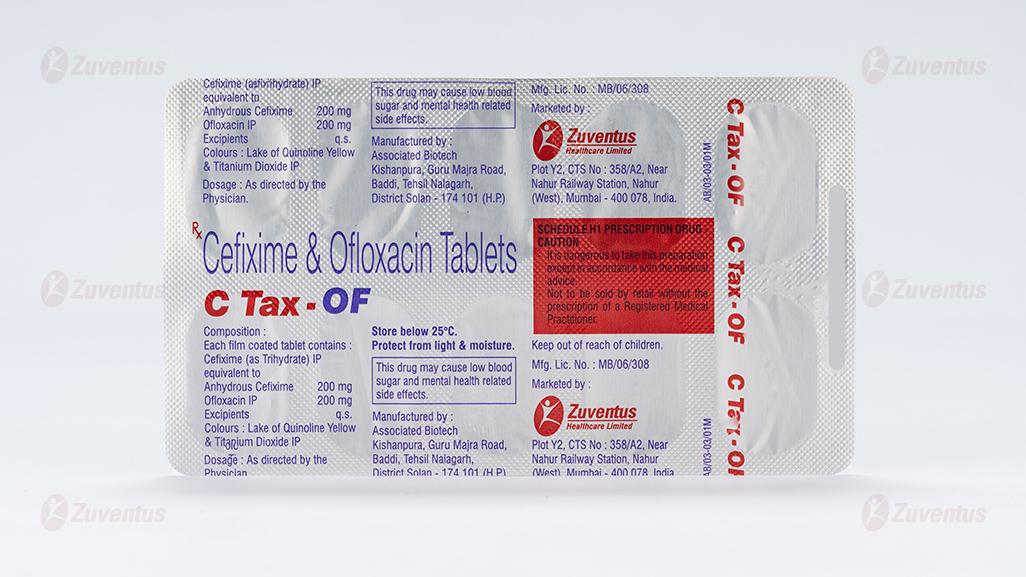 Zuventus
Zuventus
Cefixime (asfixrihydrate) IP
equivalent to
Anhydrous Cefixime 200 mg
Ofloxacin IP 200 mg
Excipients q.s.
Colours : Lake of Quinoline Yellow
& Titanium Dioxide IP
Dosage : As directed by the
Physician.
This drug may cause low blood
sugar and mental health related
side effects.
Manufactured by :
Associated Biotech
Kishanpura, Guru Majra Road,
Baddi, Tehsil Nalagarh,
District Solan - 174 101 (H.P.)
Mfg. Lic. No. : MB/06/308
Marketed by :
Zuventus
Healthcare Limited
Plot Y2, CTS No : 358/A2, Near
Nahur Railway Station, Nahur
(West), Mumbai - 400 078, India.
AB/03-03/01M
C Tax - OF
C Tax - OF
C Tax - OF
Rx
Cefixime & Ofloxacin Tablets
C Tax - OF
SCHEDULE H1 PRESCRIPTION DRUG
CAUTION
- It is dangerous to take this preparation
except in accordance with the medical
advice.
- Not to be sold by retail without the
prescription of a Registered Medical
Practitioner.
Zuventus
Zuventus
Composition :
Each film coated tablet contains :
Cefixime (as Trihydrate) IP
equivalent to
Anhydrous Cefixime 200 mg
Ofloxacin IP 200 mg
Excipients q.s.
Colours : Lake of Quinoline Yellow
& Titanium Dioxide IP
Dosage : As directed by the
Physician
Store below 25°C.
Protect from light & moisture.
This drug may cause low blood
sugar and mental health related
side effects.
Manufactured by :
Associated Biotech
Kishanpura, Guru Majra Road,
Baddi, Tehsil Nalagarh,
District Solan - 174 101 (H.P.)
Keep out of reach of children.
Mfg. Lic. No. : MB/06/308
Marketed by :
Zuventus
Healthcare Limited
Plot Y2, CTS No : 358/A2, Near
Nahur Railway Station, Nahur
(West), Mumbai - 400 078, India.
AB/03-03/01M
Zuventus
Zuventus